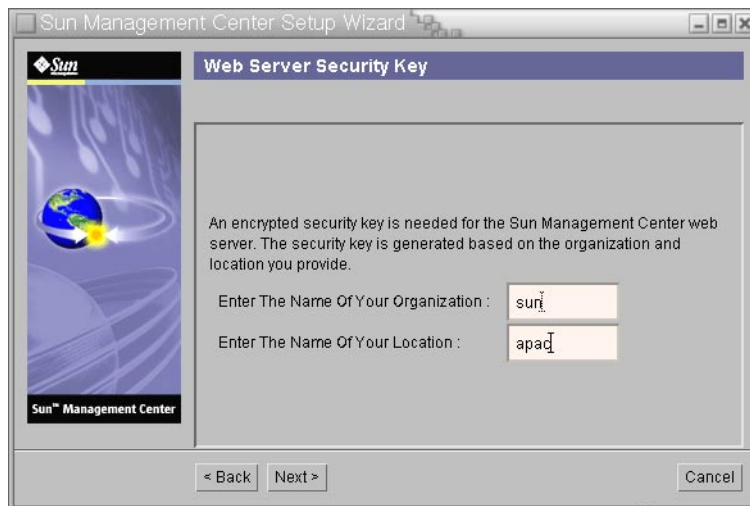 Sun Management Center Setup Wizard
Sun
Web Server Security Key
An encrypted security key is needed for the Sun Management Center web
server. The security key is generated based on the organization and
location you provide.
Enter The Name Of Your Organization :
sun
Enter The Name Of Your Location :
apac
Sun™ Management Center
< Back
Next >
Cancel